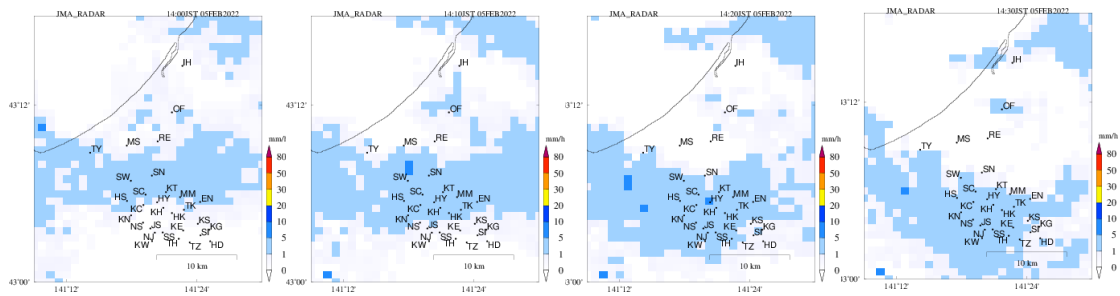 JMA_RADAR 14:00JST 05FEB2022
JH
OF
43°12'
RE
MS
TY
mm/h
80
50
30
20
10
5
1
0
SN
SW
KT
SC
MM
HS
HY
EN
KC
KH
TK
KN
HK
NS
JS
KE
KS
KG
NJ
SS
SI
KW
TH
TZ
HD
10 km
43°00'
141°12'
141°24'
JMA_RADAR 14:10JST 05FEB2022
JH
OF
43°12'
RE
MS
TY
mm/h
80
50
30
20
10
5
1
0
SN
SW
KT
SC
MM
HS
HY
EN
KC
KH
TK
KN
HK
NS
JS
KE
KS
KG
NJ
SS
SI
KW
TH
TZ
HD
10 km
43°00'
141°12'
141°24'
JMA_RADAR 14:20JST 05FEB2022
JH
OF
3°12'
RE
MS
TY
mm/h
80
50
30
20
10
5
1
0
SN
SW
KT
SC
MM
HS
HY
EN
KC
KH
TK
KN
HK
NS
JS
KE
KS
KG
NJ
SS
SI
KW
TH
TZ
HD
10 km
3°00'
141°12'
141°24'
JMA_RADAR 14:30JST 05FEB2022
JH
OF
43°12'
RE
MS
TY
mm/h
80
50
30
20
10
5
1
0
SN
SW
SC
KT
MM
HS
HY
EN
KC
KH
TK
KN
HK
NS
JS
KE
KS
KG
NJ
SS
SI
KW
TH
TZ
HD
10 km
43°00'
141°12'
141°24'